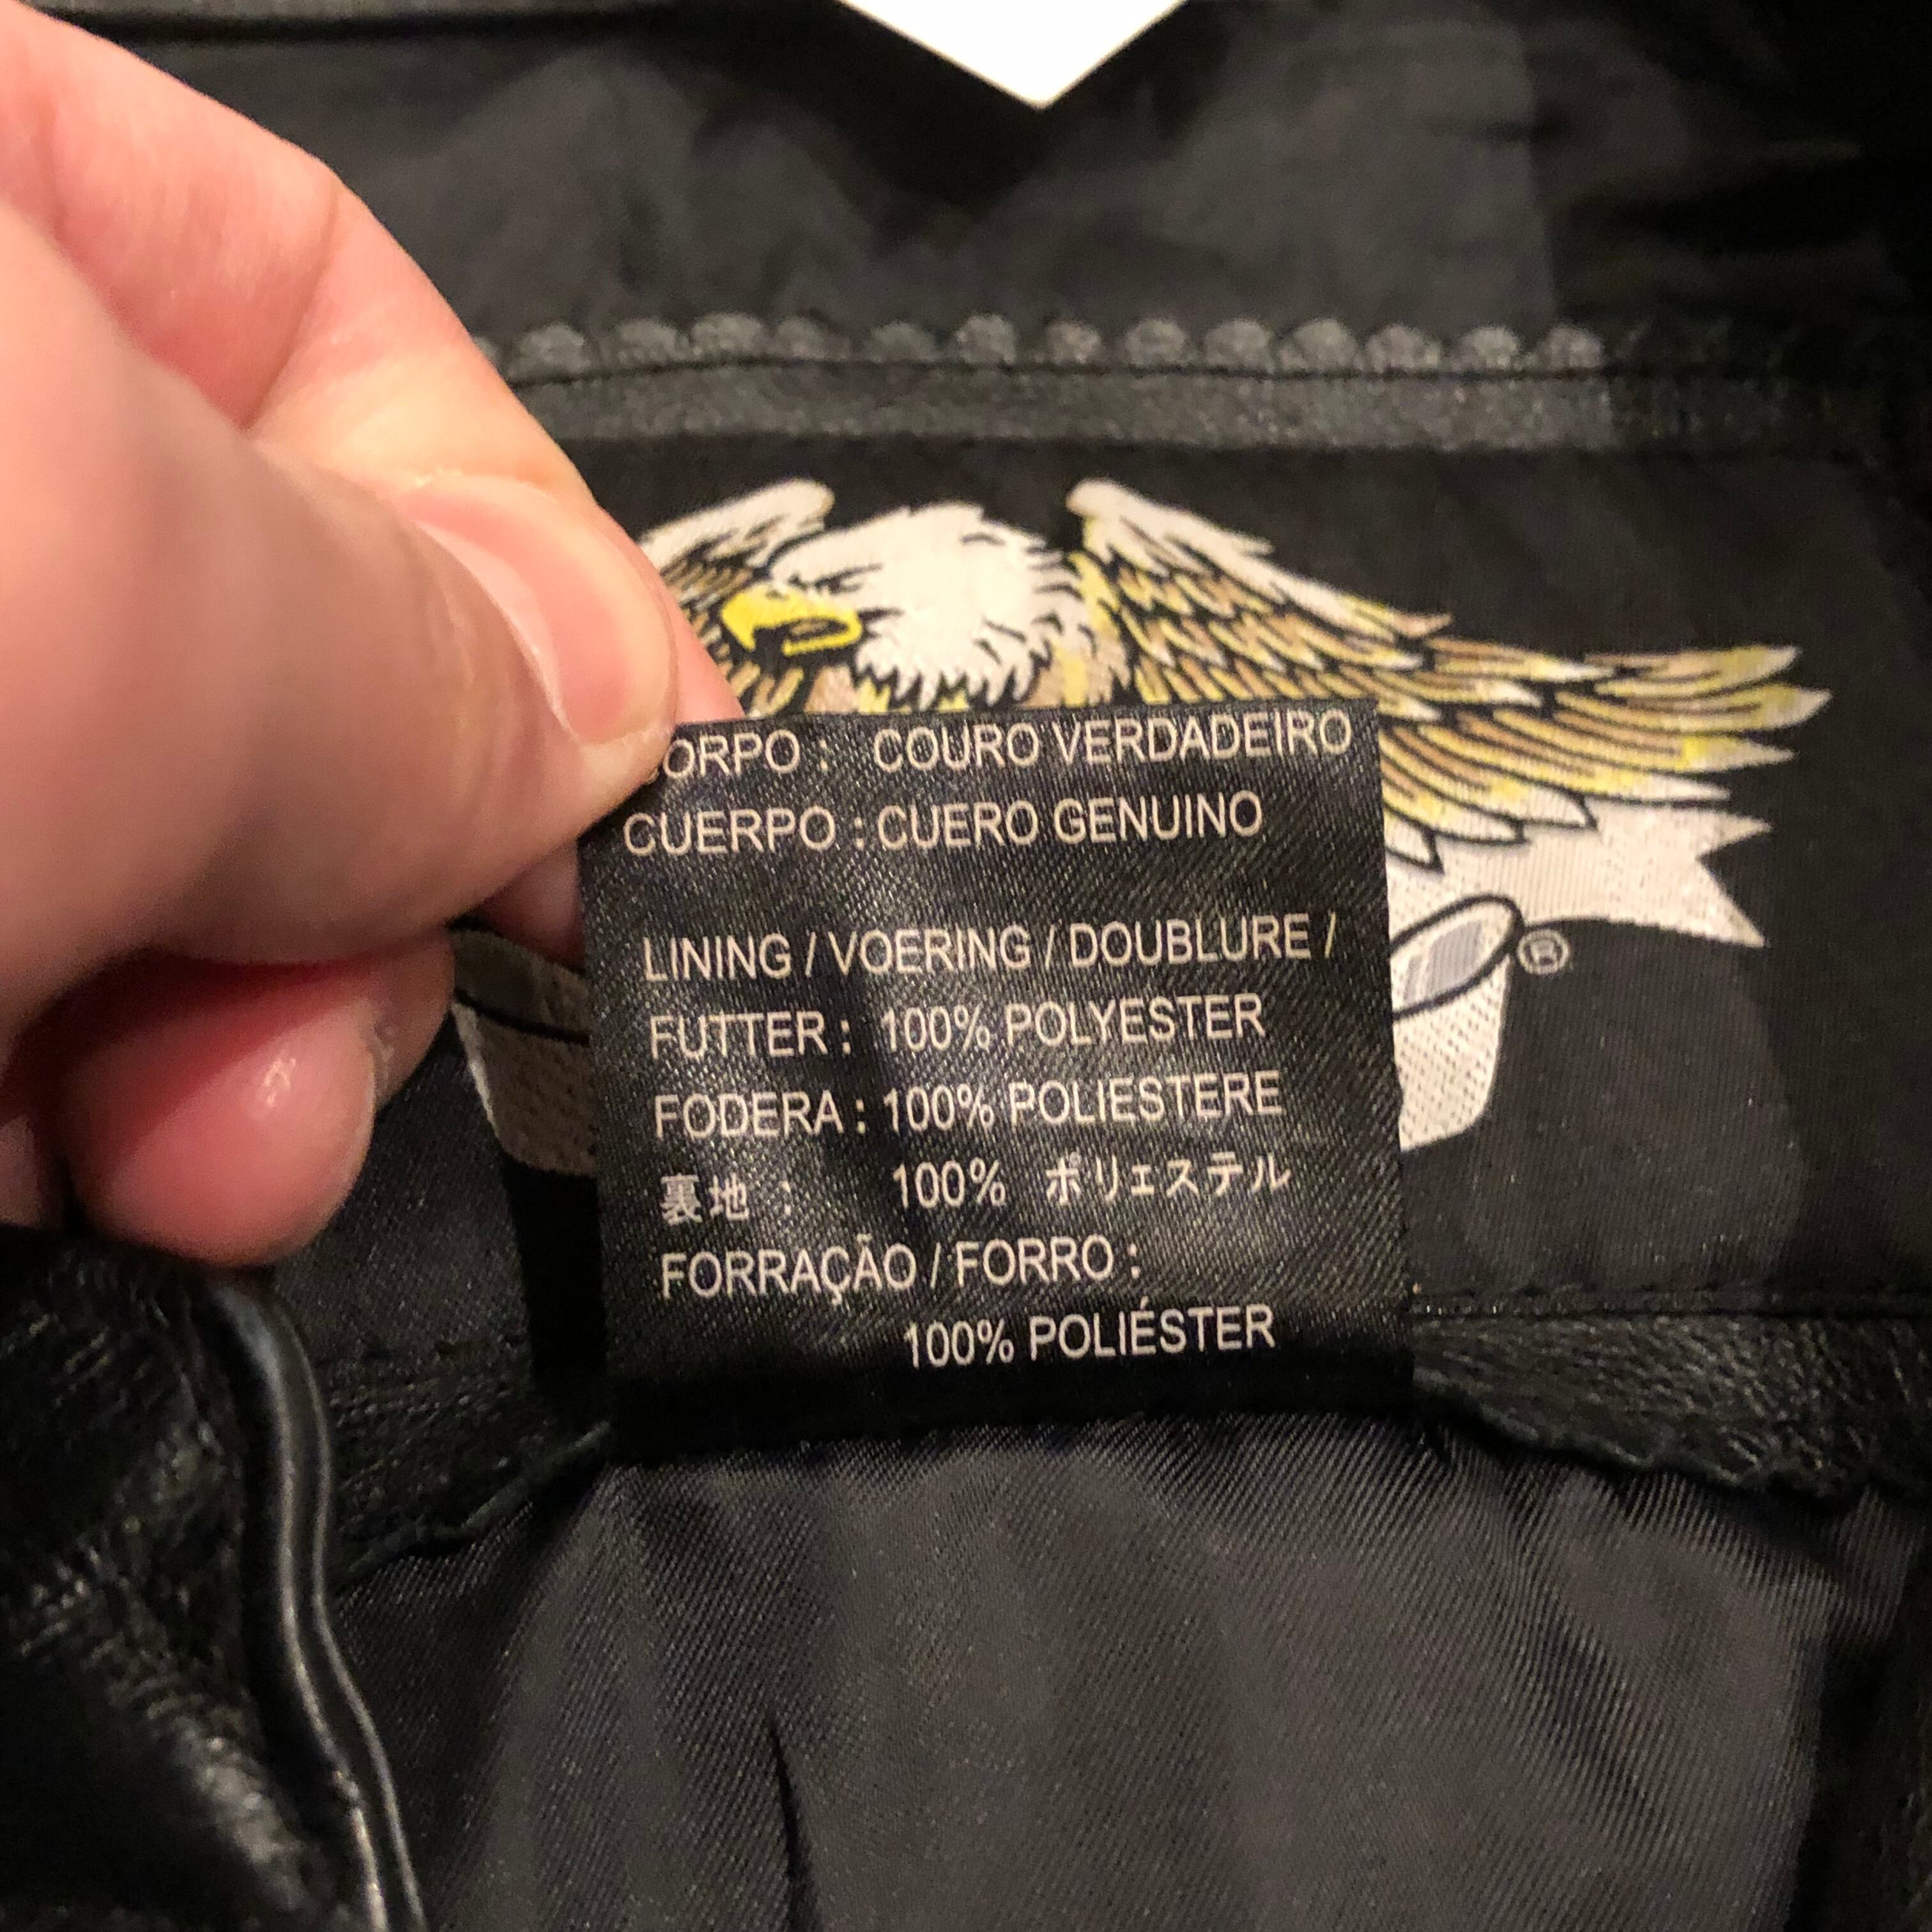 CORPO : COURO VERDADEIRO
CUERPO : CUERO GENUINO
LINING / VOERING / DOUBLURE /
FUTTER : 100% POLYESTER
FODERA : 100% POLIESTERE
裏地 : 100% ポリエステル
FORRAÇÃO / FORRO :
100% POLIÉSTER
®